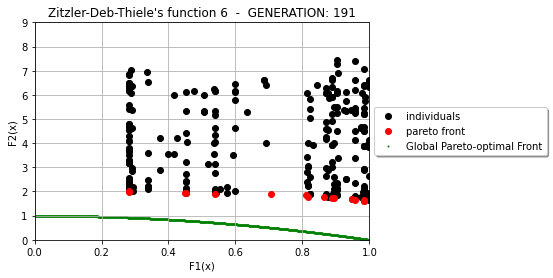 Zitzler-Deb-Thiele's function 6 - GENERATION: 191
9
8
7
6
5
4
3
2
1
0
F2(x)
0.0 0.2 0.4 0.6 0.8 1.0
F1(x)
individuals
pareto front
Global Pareto-optimal Front